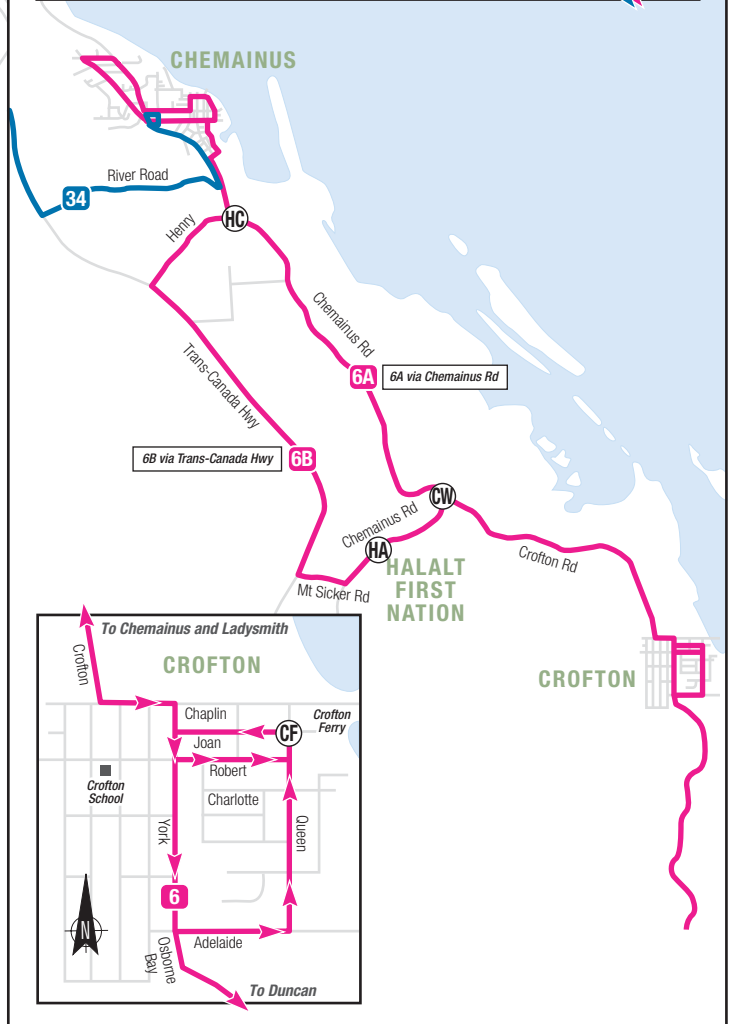 CHEMAINUS
River Road
34
HC
Henry
Chemainus Rd
6A
6A via Chemainus Rd
Trans-Canada Hwy
6B via Trans-Canada Hwy
6B
CW
Chemainus Rd
HA
Crofton Rd
HALALT
FIRST
NATION
Mt Sicker Rd
CROFTON
To Chemainus and Ladysmith
Crofton
CROFTON
Chaplin
CF
Crofton
Ferry
Joan
Robert
Crofton
School
Charlotte
York
Queen
6
N
Adelaide
Osborne
Bay
To Duncan